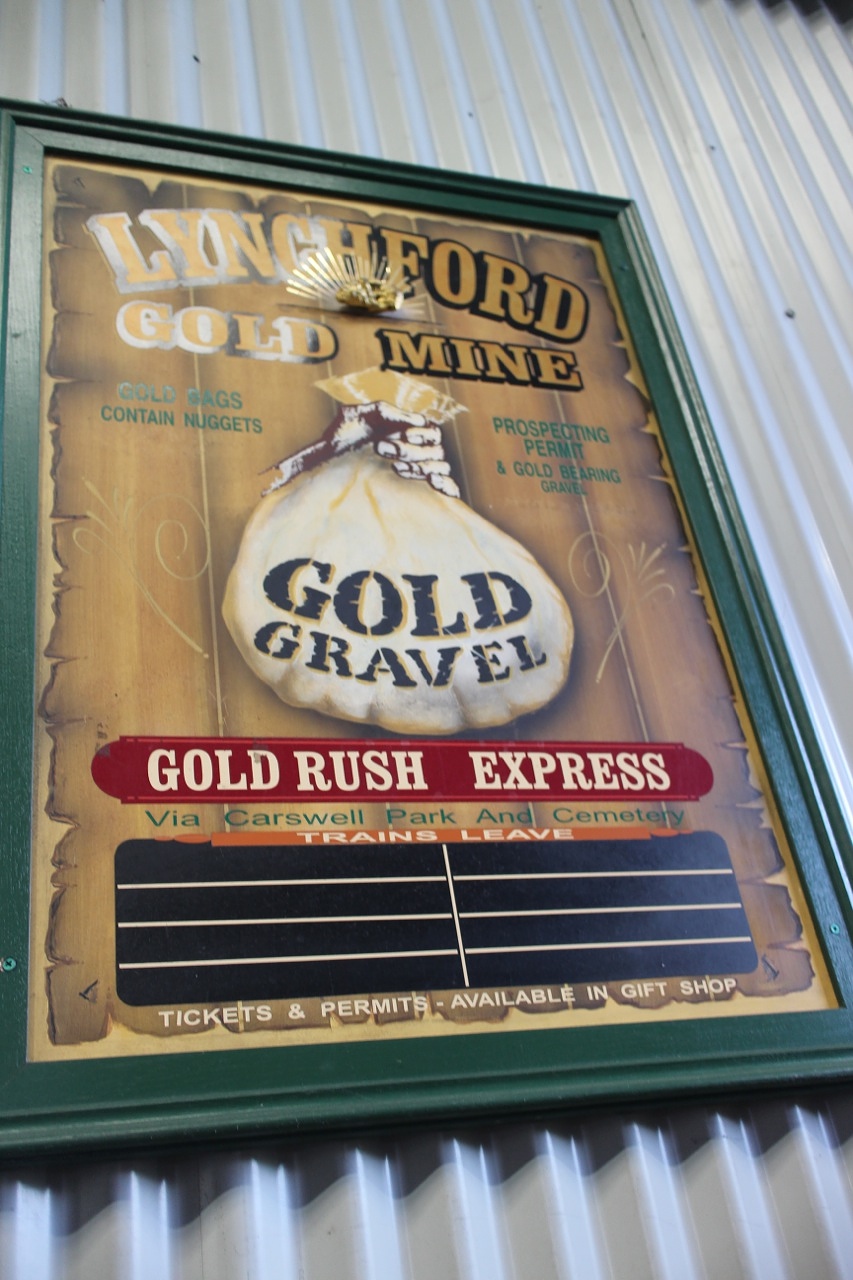 LYNCHFORD
GOLD MINE
GOLD BAGS
CONTAIN NUGGETS
PROSPECTING
PERMIT
& GOLD BEARING
GRAVEL
GOLD
GRAVEL
GOLD RUSH EXPRESS
Via Carswell Park And Cemetery
TRAINS LEAVE
TICKETS & PERMITS - AVAILABLE IN GIFT SHOP